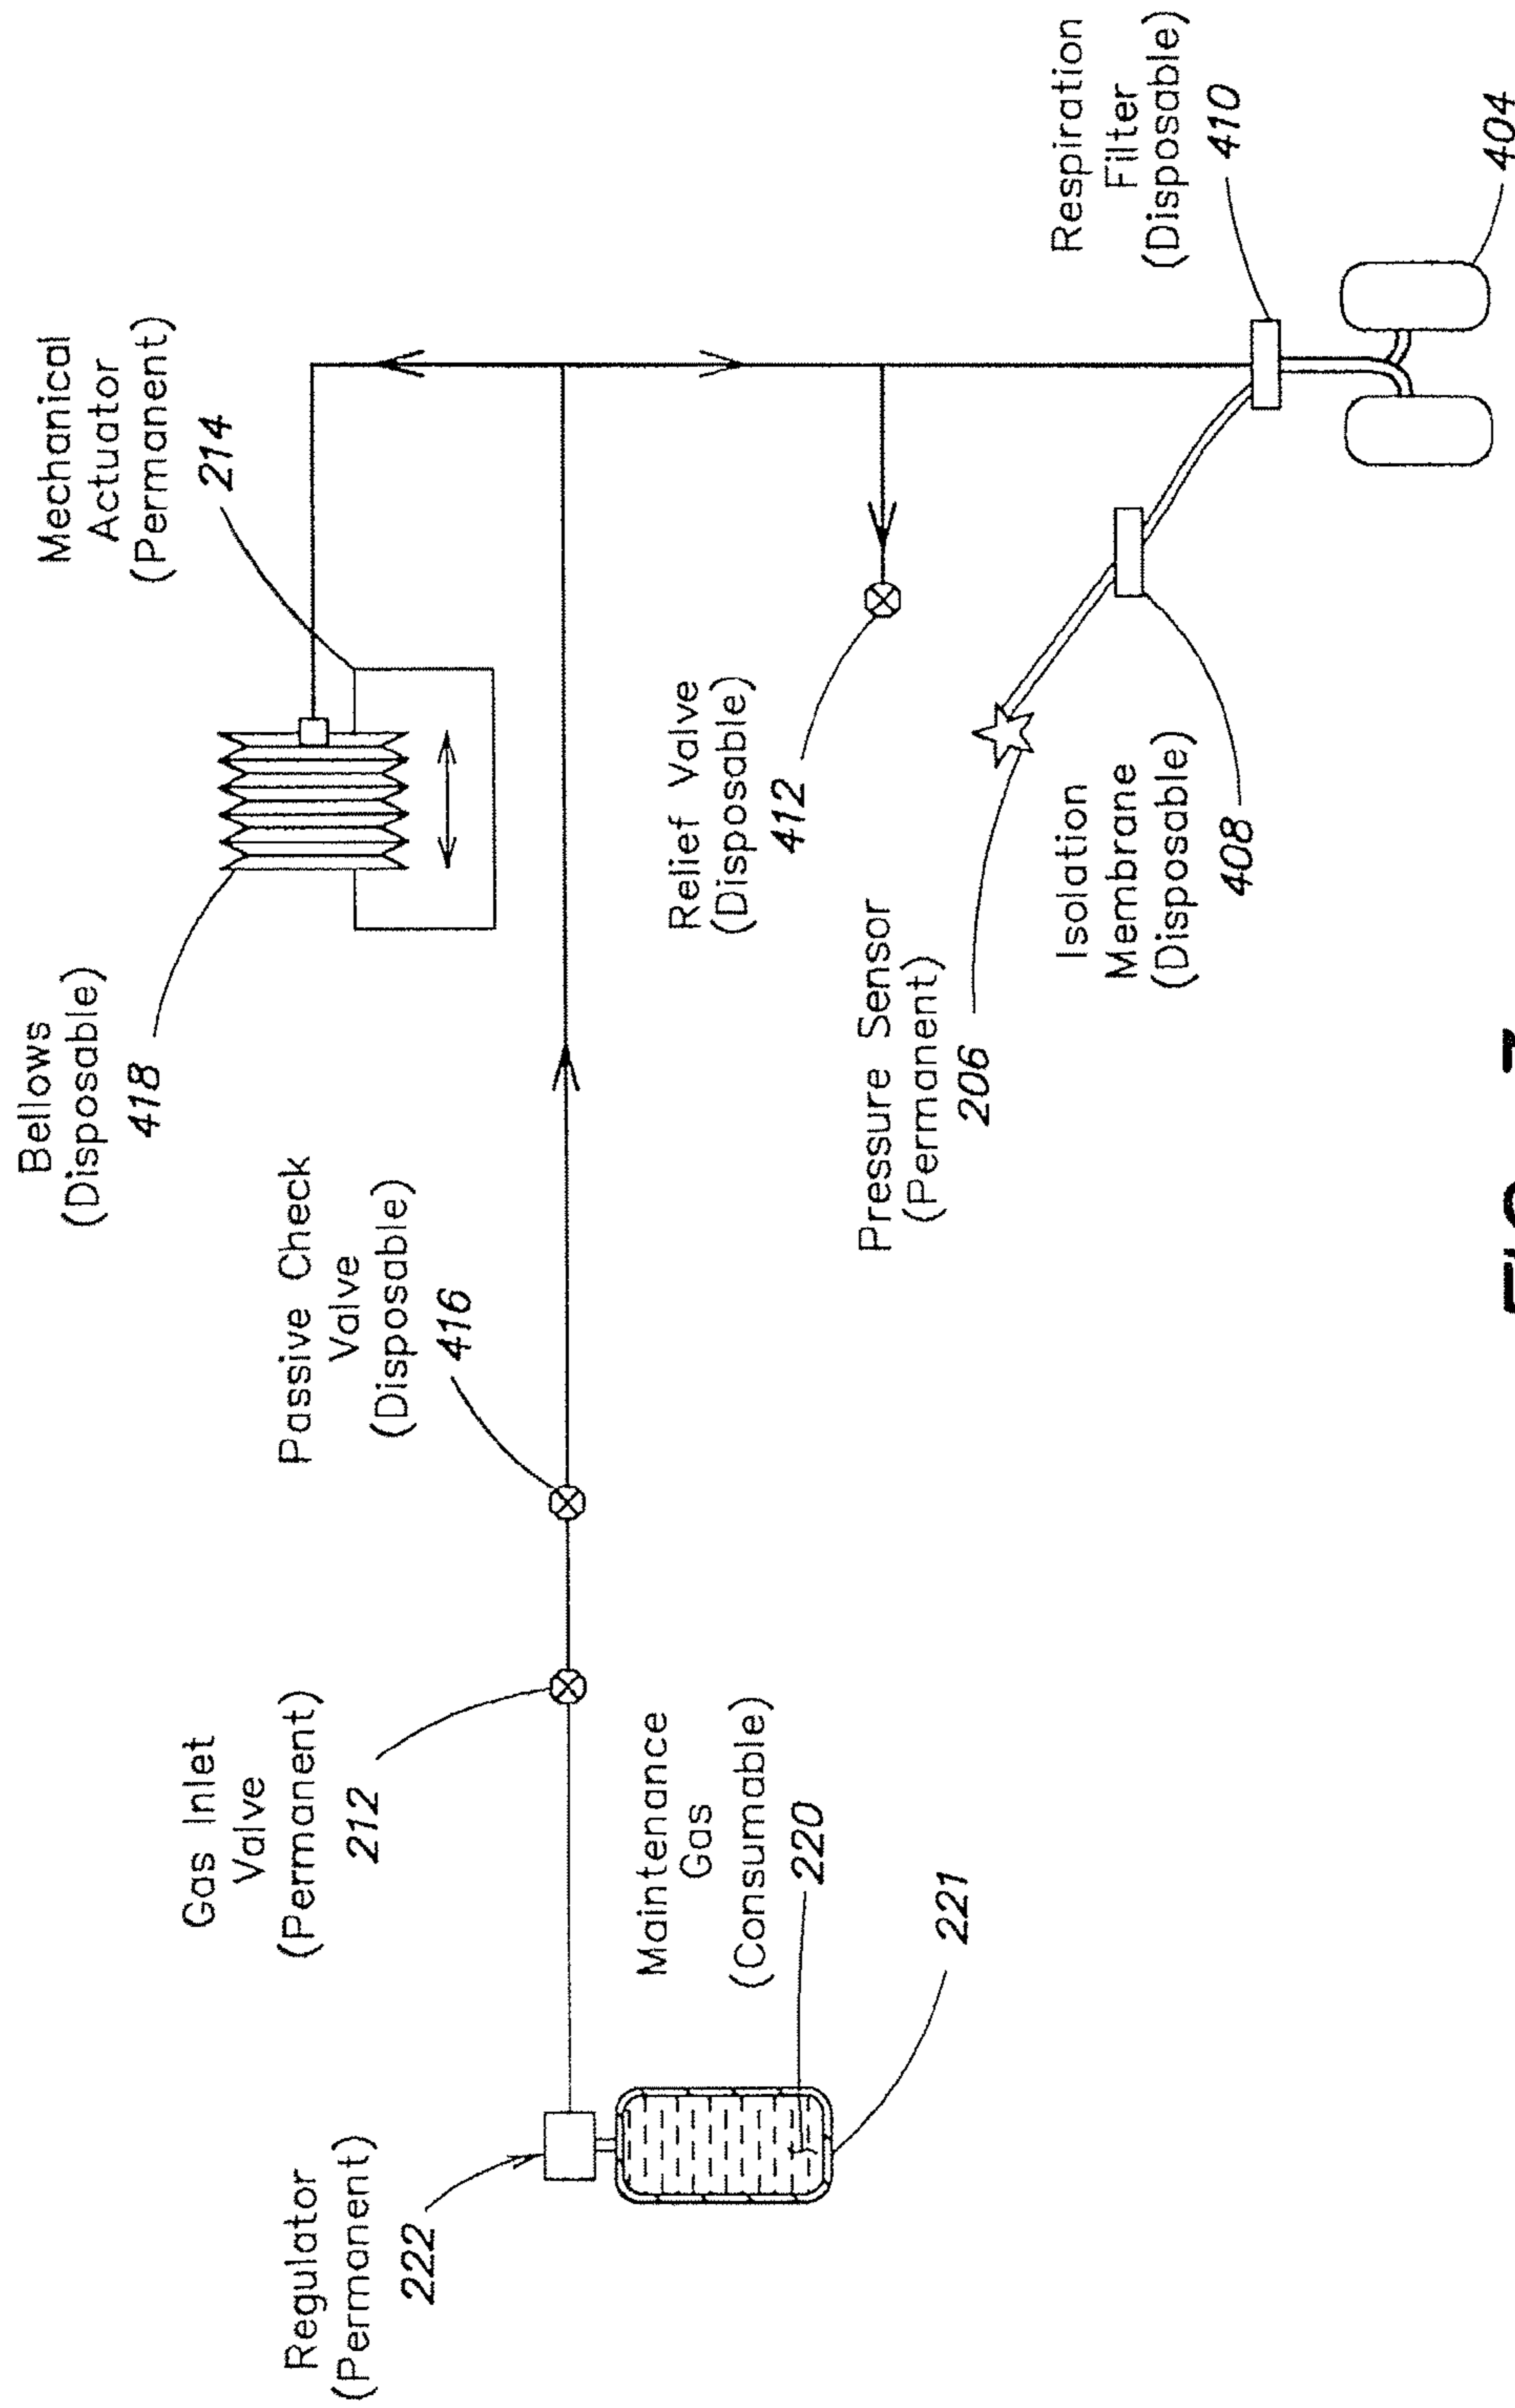 Bellows
(Disposable)
418
Mechanical
Actuator
(Permanent)
214
Passive Check
Valve
(Disposable)
416
Gas Inlet
Valve
(Permanent)
212
Regulator
(Permanent)
222
Maintenance
Gas
(Consumable)
220
221
Relief Valve
(Disposable)
412
Pressure Sensor
(Permanent)
206
Isolation
Membrane
(Disposable)
408
Respiration
Filter
(Disposable)
410
404